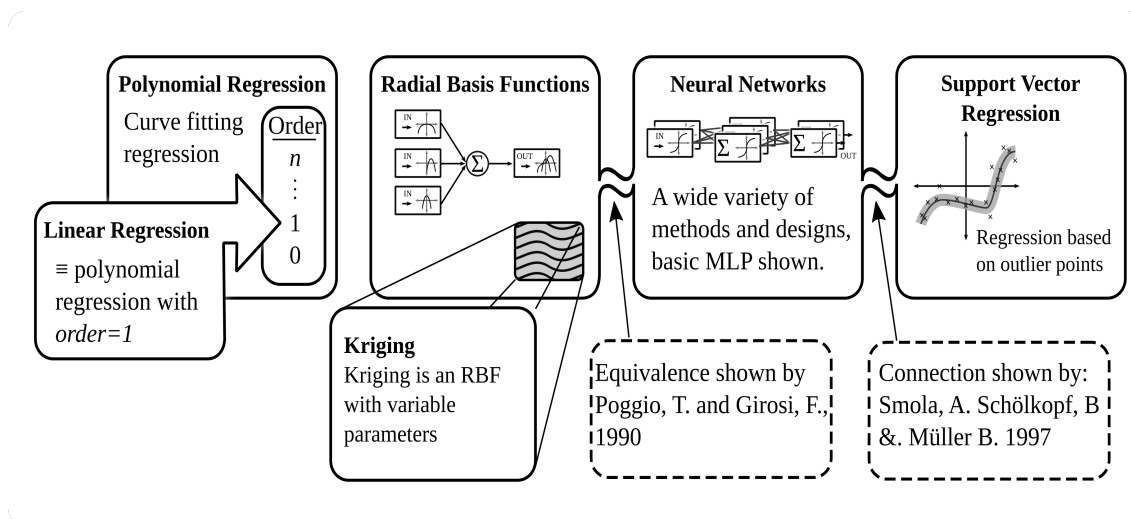 Polynomial Regression
Curve fitting
regression
Order
n
⋮
1
0
Linear Regression
≡ polynomial
regression with
order=1
Radial Basis Functions
IN
IN
IN
Σ
OUT
Kriging
Kriging is an RBF
with variable
parameters
Neural Networks
IN
Σ
Σ
OUT
A wide variety of
methods and designs,
basic MLP shown.
Equivalence shown by
Poggio, T. and Girosi, F.,
1990
Support Vector
Regression
Regression based
on outlier points
Connection shown by:
Smola, A. Schölkopf, B
&. Müller B. 1997